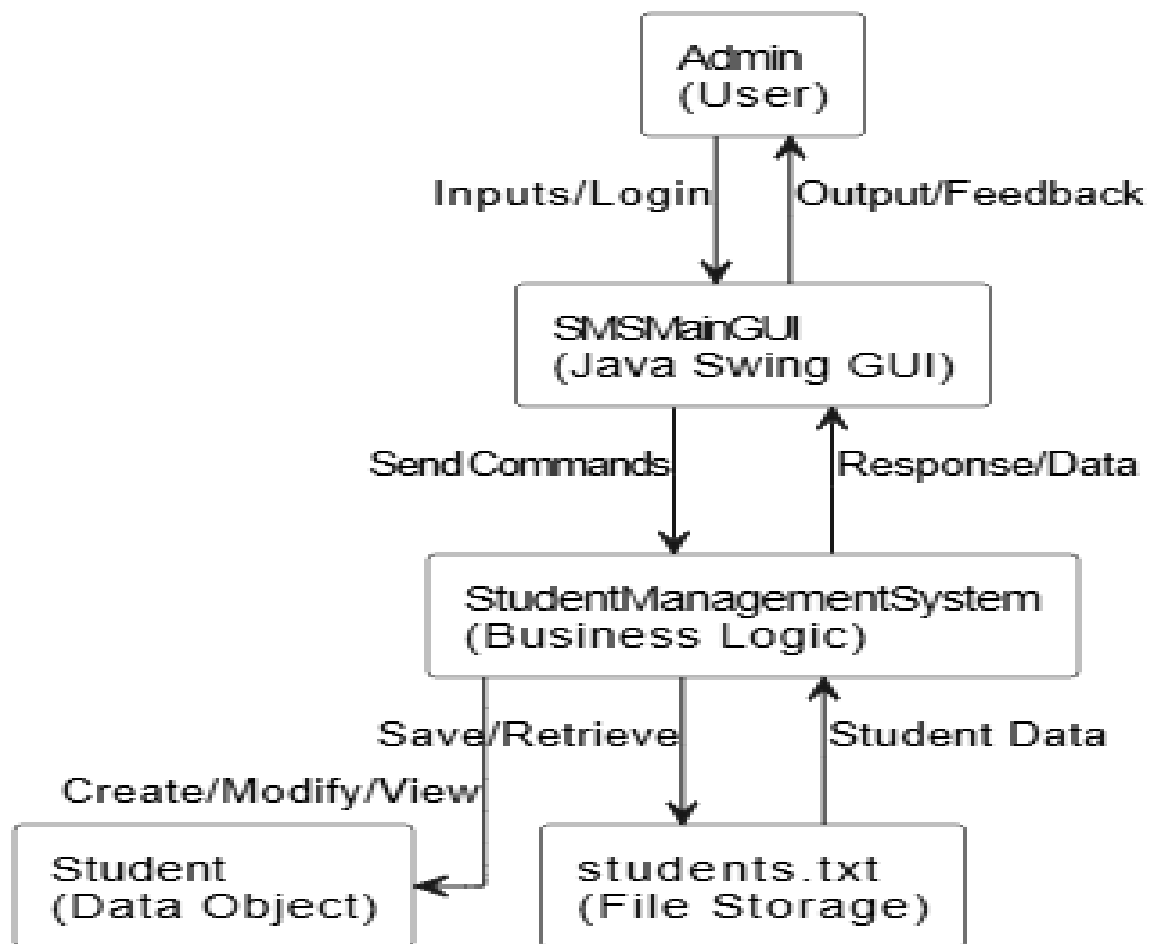 Admin
(User)
Inputs/Login
Output/Feedback
SMSMainGUI
(Java Swing GUI)
Send Commands
Response/Data
StudentManagementSystem
(Business Logic)
Save/Retrieve
Student Data
Create/Modify/View
Student
(Data Object)
students.txt
(File Storage)